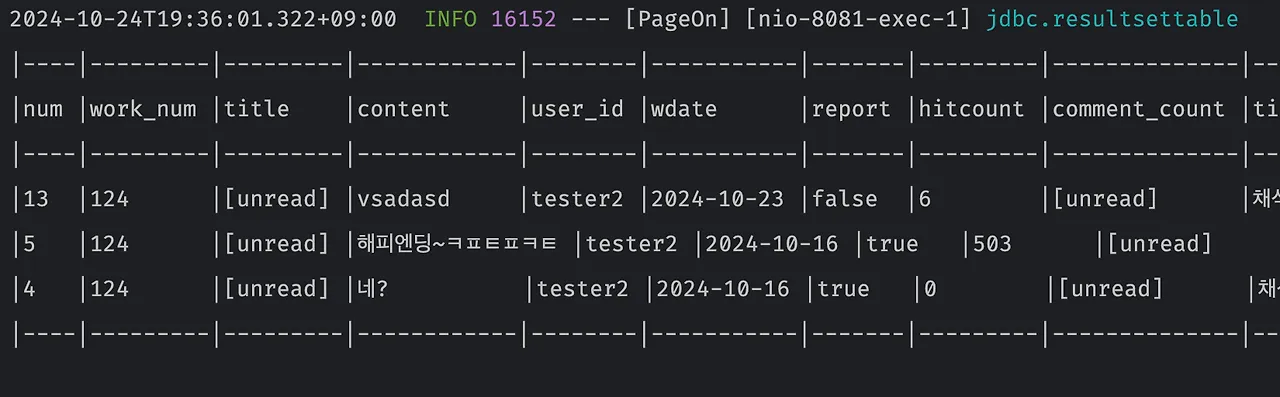 2024-10-24T19:36:01.322+09:00  INFO 16152 --- [PageOn] [nio-8081-exec-1] jdbc.resultsettable
|----|---------|---------|------------|--------|-----------|-------|---------|--------------|--
|num |work_num |title    |content     |user_id |wdate      |report |hitcount |comment_count |ti
|----|---------|---------|------------|--------|-----------|-------|---------|--------------|--
|13  |124      |[unread] |vsadasd     |tester2 |2024-10-23 |false  |6        |[unread]      |채식
|5   |124      |[unread] |해피엔딩~ㅋㅍㅌㅍㅋㅌ |tester2 |2024-10-16 |true   |503      |[unread]
|4   |124      |[unread] |네?          |tester2 |2024-10-16 |true   |0        |[unread]      |채식
|----|---------|---------|------------|--------|-----------|-------|---------|--------------|--